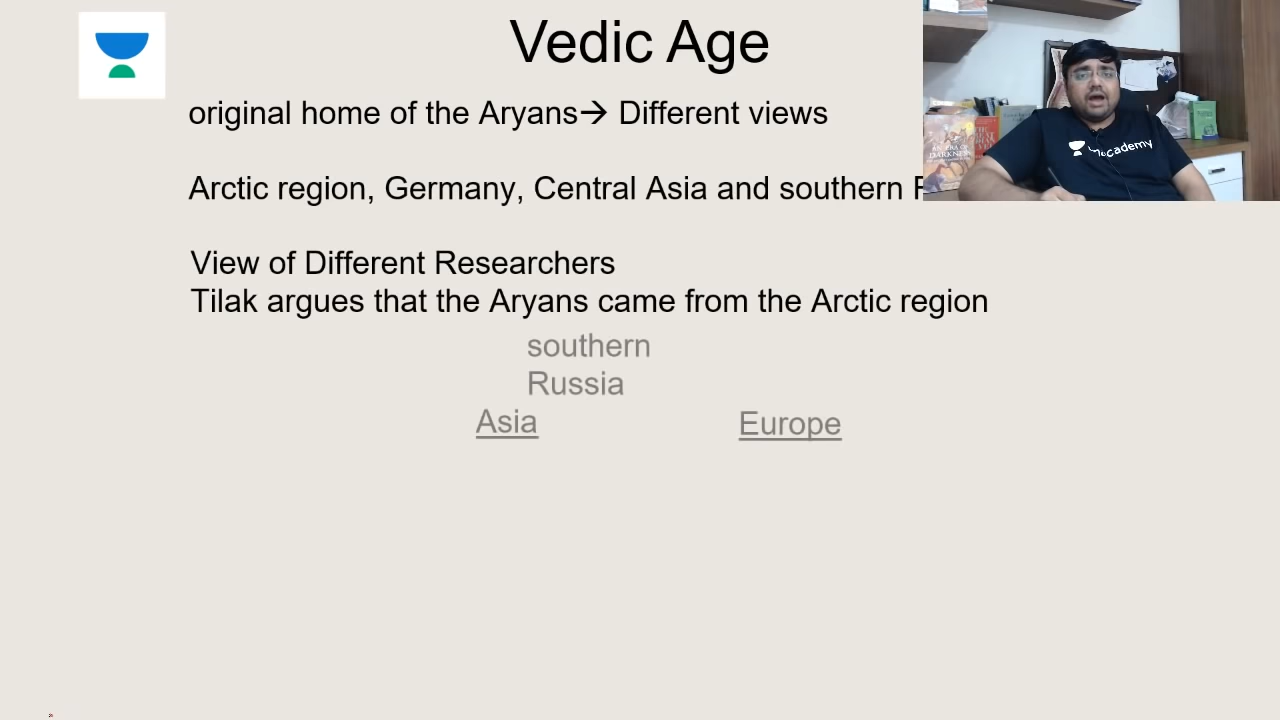 Vedic Age
original home of the Aryans→ Different views
Arctic region, Germany, Central Asia and southern
View of Different Researchers
Tilak argues that the Aryans came from the Arctic region
southern
Russia
Asia
Europe
DARKNESS